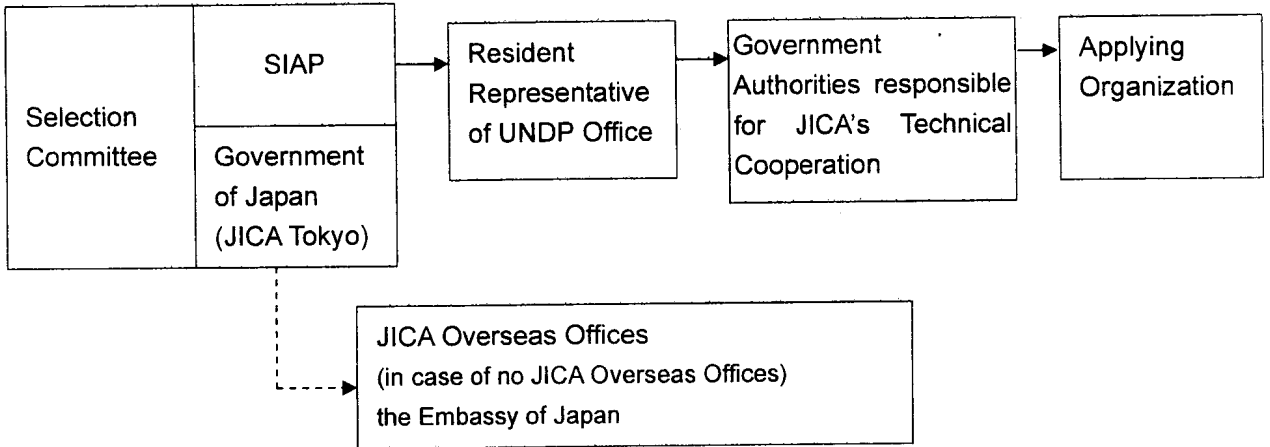 Selection
Committee
SIAP
Government
of Japan
(JICA Tokyo)
Resident
Representative
of UNDP Office
Government
Authorities responsible
for JICA's Technical
Cooperation
Applying
Organization
JICA Overseas Offices
(in case of no JICA Overseas Offices)
the Embassy of Japan